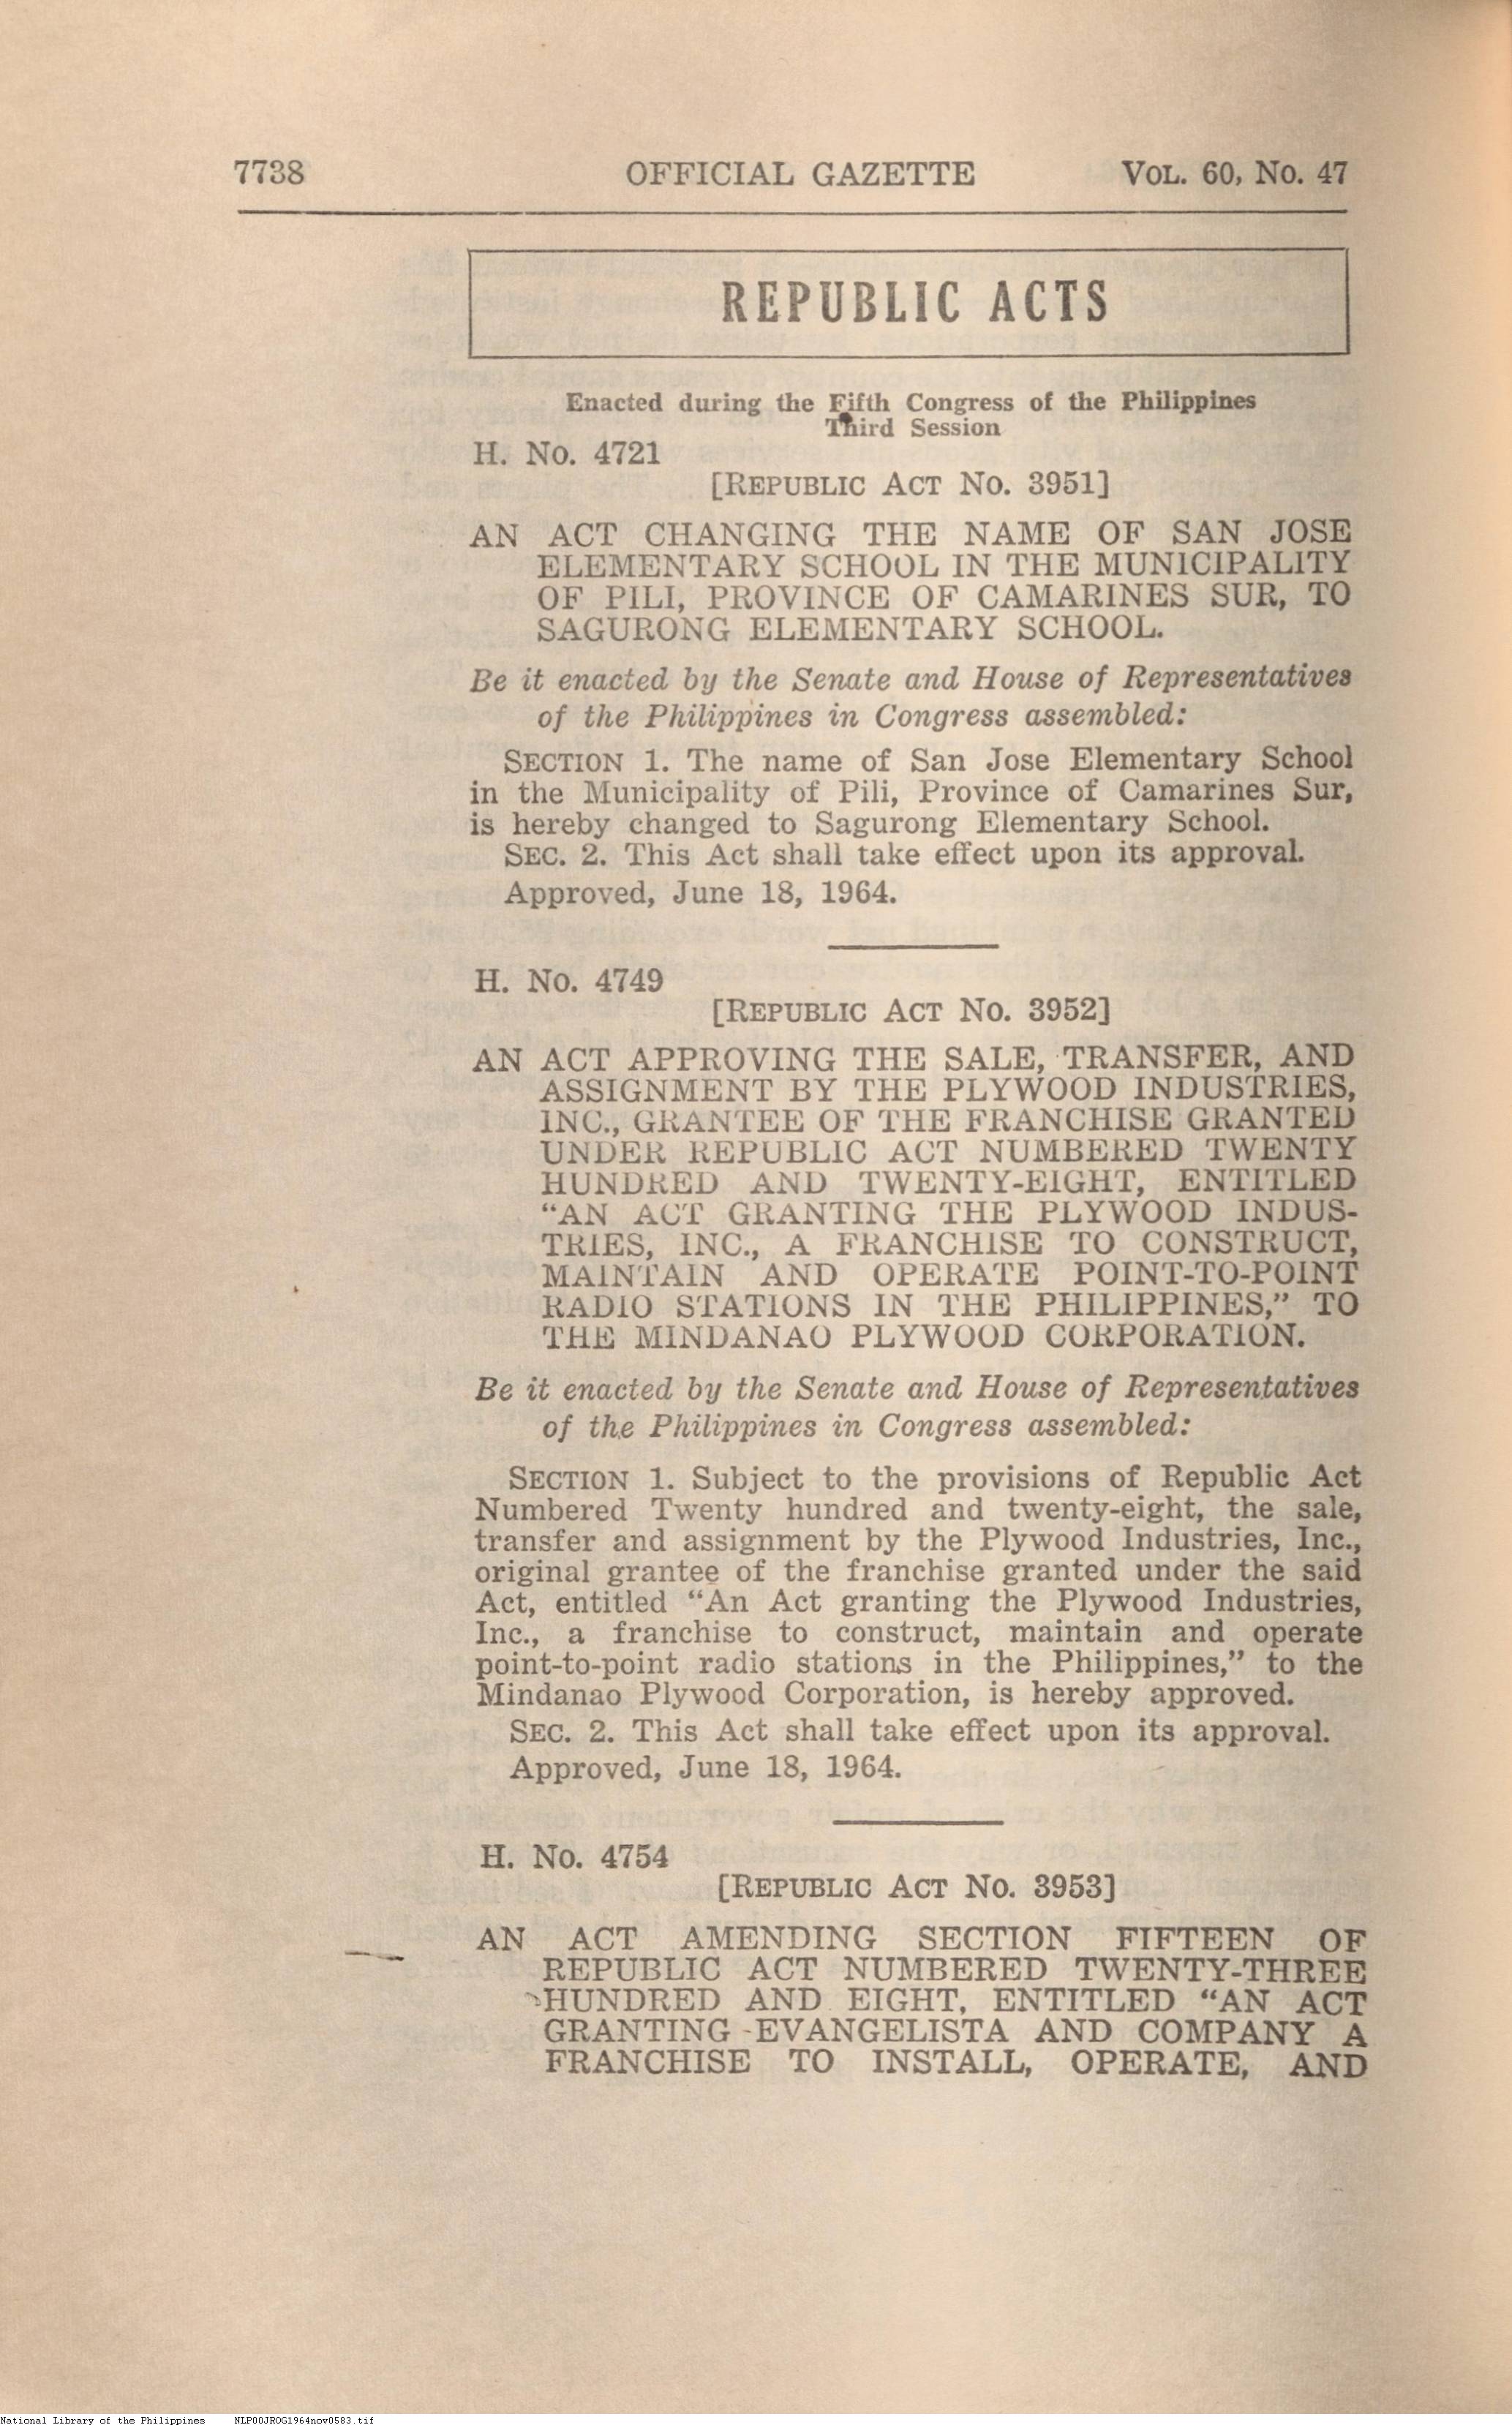 7738 OFFICIAL GAZETTE VOL. 60, No. 47
REPUBLIC ACTS
Enacted during the Fifth Congress of the Philippines
Third Session
H. No. 4721
[REPUBLIC ACT No. 3951]
AN ACT CHANGING THE NAME OF SAN JOSE
ELEMENTARY SCHOOL IN THE MUNICIPALITY
OF PILI, PROVINCE OF CAMARINES SUR, TO
SAGURONG ELEMENTARY SCHOOL.
Be it enacted by the Senate and House of Representatives
of the Philippines in Congress assembled:
SECTION 1. The name of San Jose Elementary School
in the Municipality of Pili, Province of Camarines Sur,
is hereby changed to Sagurong Elementary School.
SEC. 2. This Act shall take effect upon its approval.
Approved, June 18, 1964.
H. No. 4749
[REPUBLIC ACT No. 3952]
AN ACT APPROVING THE SALE, TRANSFER, AND
ASSIGNMENT BY THE PLYWOOD INDUSTRIES,
INC., GRANTEE OF THE FRANCHISE GRANTED
UNDER REPUBLIC ACT NUMBERED TWENTY
HUNDRED AND TWENTY-EIGHT, ENTITLED
“AN ACT GRANTING THE PLYWOOD INDUS-
TRIES, INC., A FRANCHISE TO CONSTRUCT,
MAINTAIN AND OPERATE POINT-TO-POINT
RADIO STATIONS IN THE PHILIPPINES,” TO
THE MINDANAO PLYWOOD CORPORATION.
Be it enacted by the Senate and House of Representatives
of the Philippines in Congress assembled:
SECTION 1. Subject to the provisions of Republic Act
Numbered Twenty hundred and twenty-eight, the sale,
transfer and assignment by the Plywood Industries, Inc.,
original grantee of the franchise granted under the said
Act, entitled “An Act granting the Plywood Industries,
Inc., a franchise to construct, maintain and operate
point-to-point radio stations in the Philippines,” to the
Mindanao Plywood Corporation, is hereby approved.
SEC. 2. This Act shall take effect upon its approval.
Approved, June 18, 1964.
H. No. 4754
[REPUBLIC ACT No. 3953]
AN ACT AMENDING SECTION FIFTEEN OF
REPUBLIC ACT NUMBERED TWENTY-THREE
HUNDRED AND EIGHT, ENTITLED “AN ACT
GRANTING EVANGELISTA AND COMPANY A
FRANCHISE TO INSTALL, OPERATE, AND
National Library of the Philippines NLP00JROG1964nov0583.tif